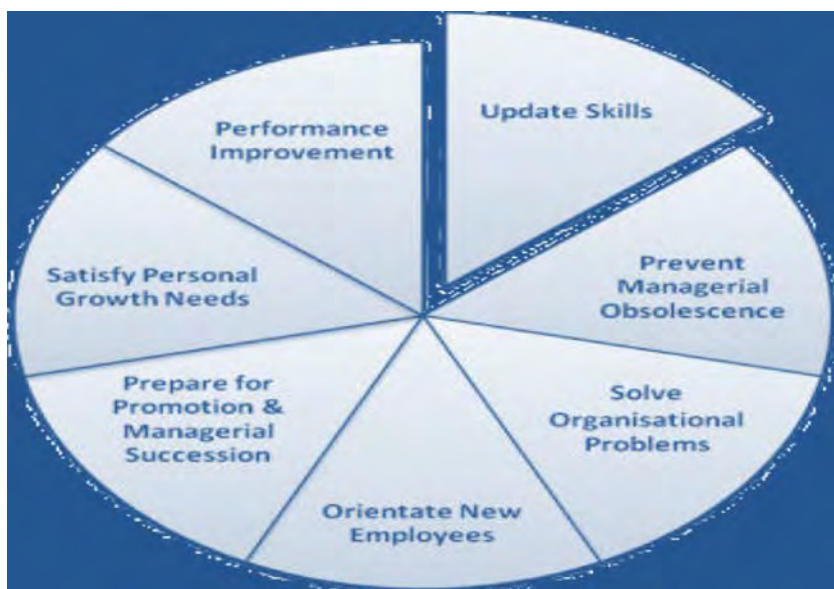 Update Skills
Prevent
Managerial
Obsolescence
Solve
Organisational
Problems
Orientate New
Employees
Prepare for
Promotion &
Managerial
Succession
Satisfy Personal
Growth Needs
Performance
Improvement